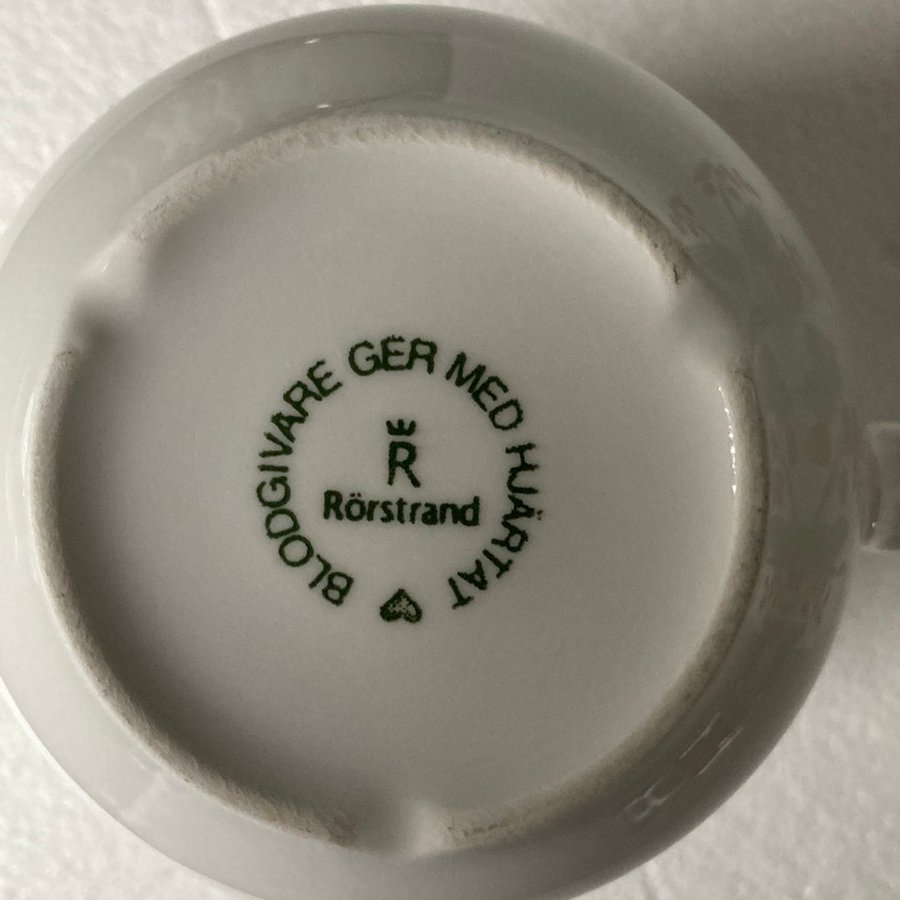 BLODGIVARE GER MED HJÄRTAT
R
Rörstrand